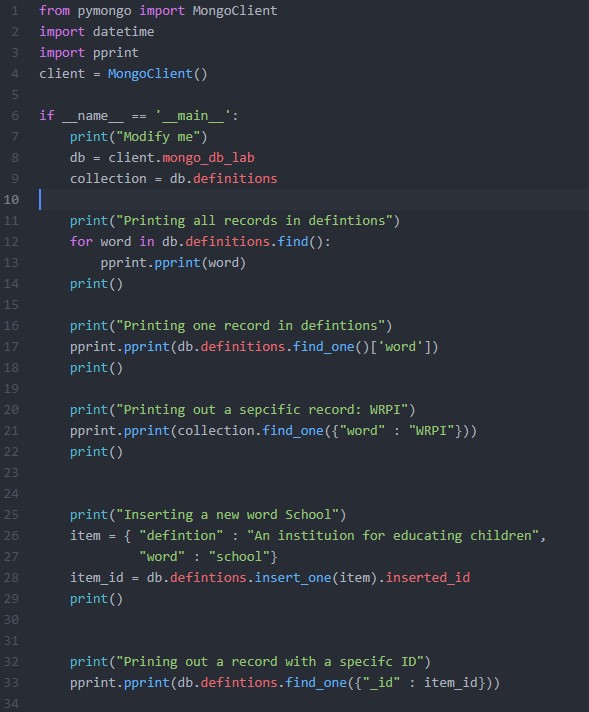 1 from pymongo import MongoClient
2 import datetime
3 import pprint
4 client = MongoClient()
5
6 if __name__ == '__main__':
7     print("Modify me")
8     db = client.mongo_db_lab
9     collection = db.definitions
10
11     print("Printing all records in defintions")
12     for word in db.definitions.find():
13         pprint.pprint(word)
14     print()
15
16     print("Printing one record in defintions")
17     pprint.pprint(db.definitions.find_one()['word'])
18     print()
19
20     print("Printing out a sepcific record: WRPI")
21     pprint.pprint(collection.find_one({"word" : "WRPI"}))
22     print()
23
24
25     print("Inserting a new word School")
26     item = { "defintion" : "An instituion for educating children",
27              "word" : "school"}
28     item_id = db.defintions.insert_one(item).inserted_id
29     print()
30
31
32     print("Prining out a record with a specifc ID")
33     pprint.pprint(db.defintions.find_one({"_id" : item_id}))
34